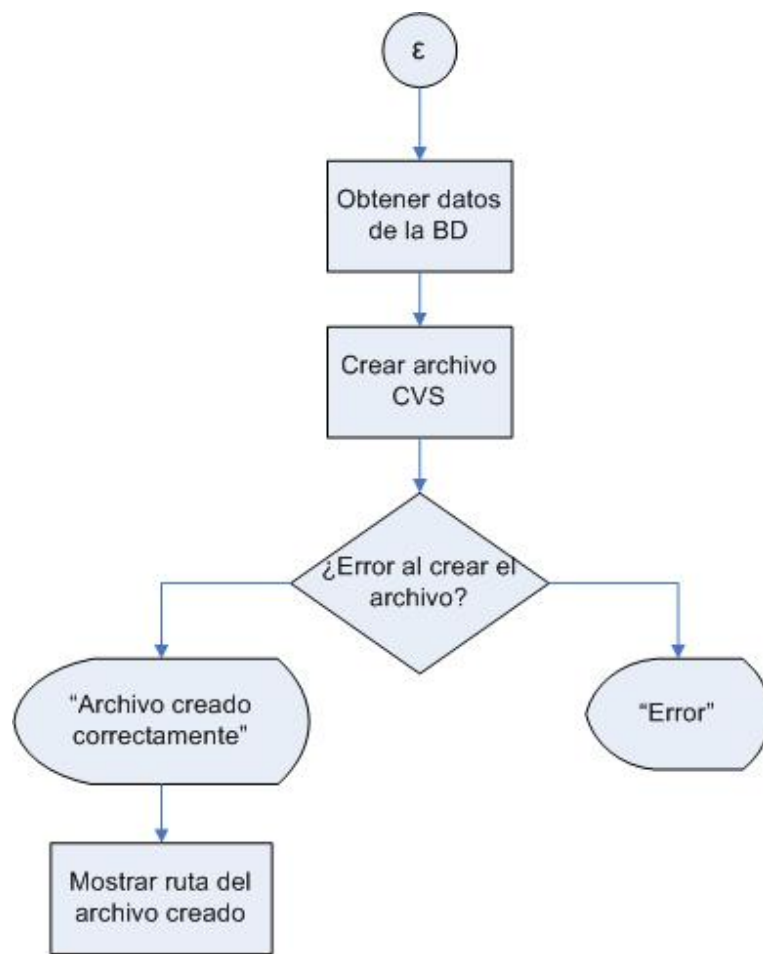 ε
Obtener datos
de la BD
Crear archivo
CVS
¿Error al crear el
archivo?
“Archivo creado
correctamente”
“Error”
Mostrar ruta del
archivo creado